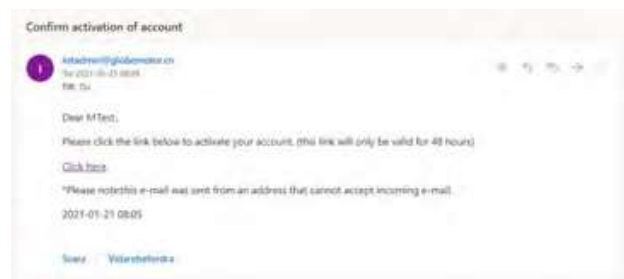 Confirm activation of account
Dear MTest,
Please click the link below to activate your account. (this link will only be valid for 48 hours)
Click here
*Please note:this e-mail was sent from an address that cannot accept incoming e-mail.
2021-01-21 08:05
Svara Vidarebefordra